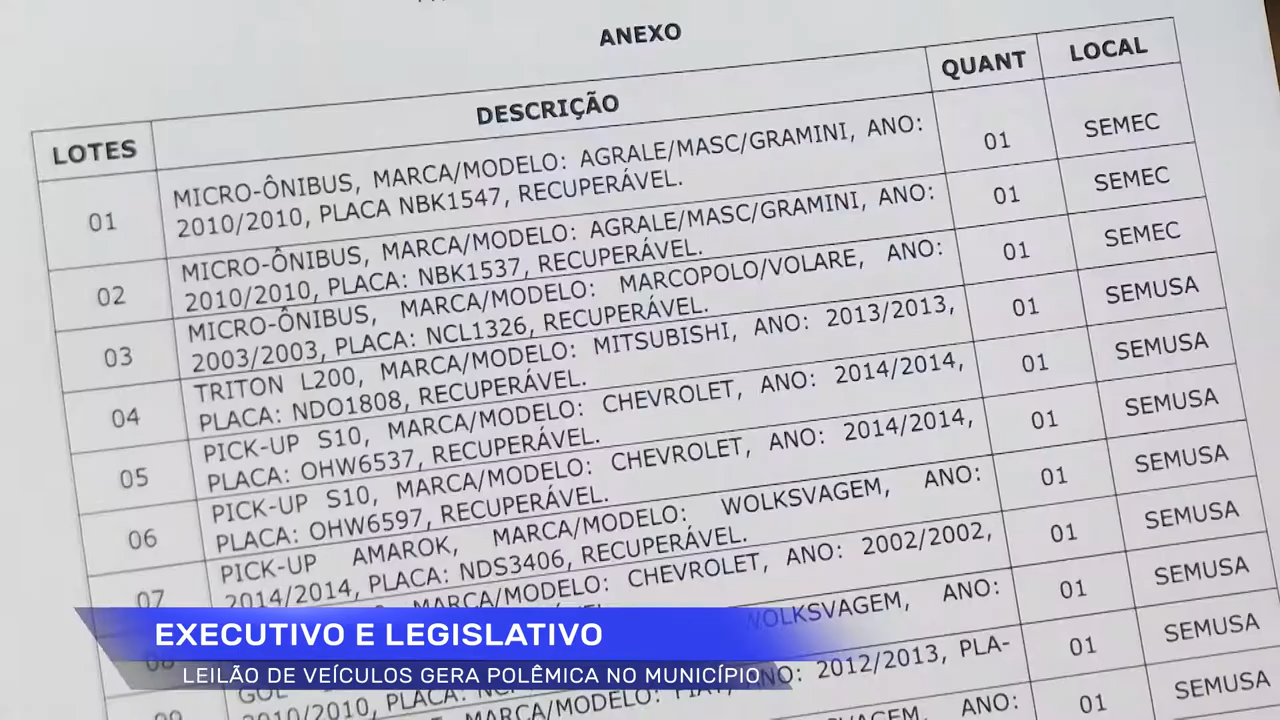 ANEXO
LOTES DESCRIÇÃO QUANT LOCAL
01 MICRO-ÔNIBUS, MARCA/MODELO: AGRALE/MASC/GRAMINI, ANO: 01 SEMEC
2010/2010, PLACA NBK1547, RECUPERÁVEL.
02 MICRO-ÔNIBUS, MARCA/MODELO: AGRALE/MASC/GRAMINI, ANO: 01 SEMEC
2010/2010, PLACA: NBK1537, RECUPERÁVEL.
03 MICRO-ÔNIBUS, MARCA/MODELO: MARCOPOLO/VOLARE, ANO: 01 SEMEC
2003/2003, PLACA: NCL1326, RECUPERÁVEL.
04 TRITON L200, MARCA/MODELO: MITSUBISHI, ANO: 2013/2013, 01 SEMUSA
PLACA: NDO1808, RECUPERÁVEL.
05 PICK-UP S10, MARCA/MODELO: CHEVROLET, ANO: 2014/2014, 01 SEMUSA
PLACA: OHW6537, RECUPERÁVEL.
06 PICK-UP S10, MARCA/MODELO: CHEVROLET, ANO: 2014/2014, 01 SEMUSA
PLACA: OHW6597, RECUPERÁVEL.
07 PICK-UP AMAROK, MARCA/MODELO: WOLKSVAGEM, ANO: 01 SEMUSA
2014/2014, PLACA: NDS3406, RECUPERÁVEL.
MARCA/MODELO: CHEVROLET, ANO: 2002/2002, 01 SEMUSA
WOLKSVAGEM, ANO: 01 SEMUSA
2010/2010, PLACA:
MARCA/MODELO: ANO: 2012/2013, PLA- 01 SEMUSA
ANO: 01 SEMUSA
EXECUTIVO E LEGISLATIVO
LEILÃO DE VEÍCULOS GERA POLÊMICA NO MUNICÍPIO